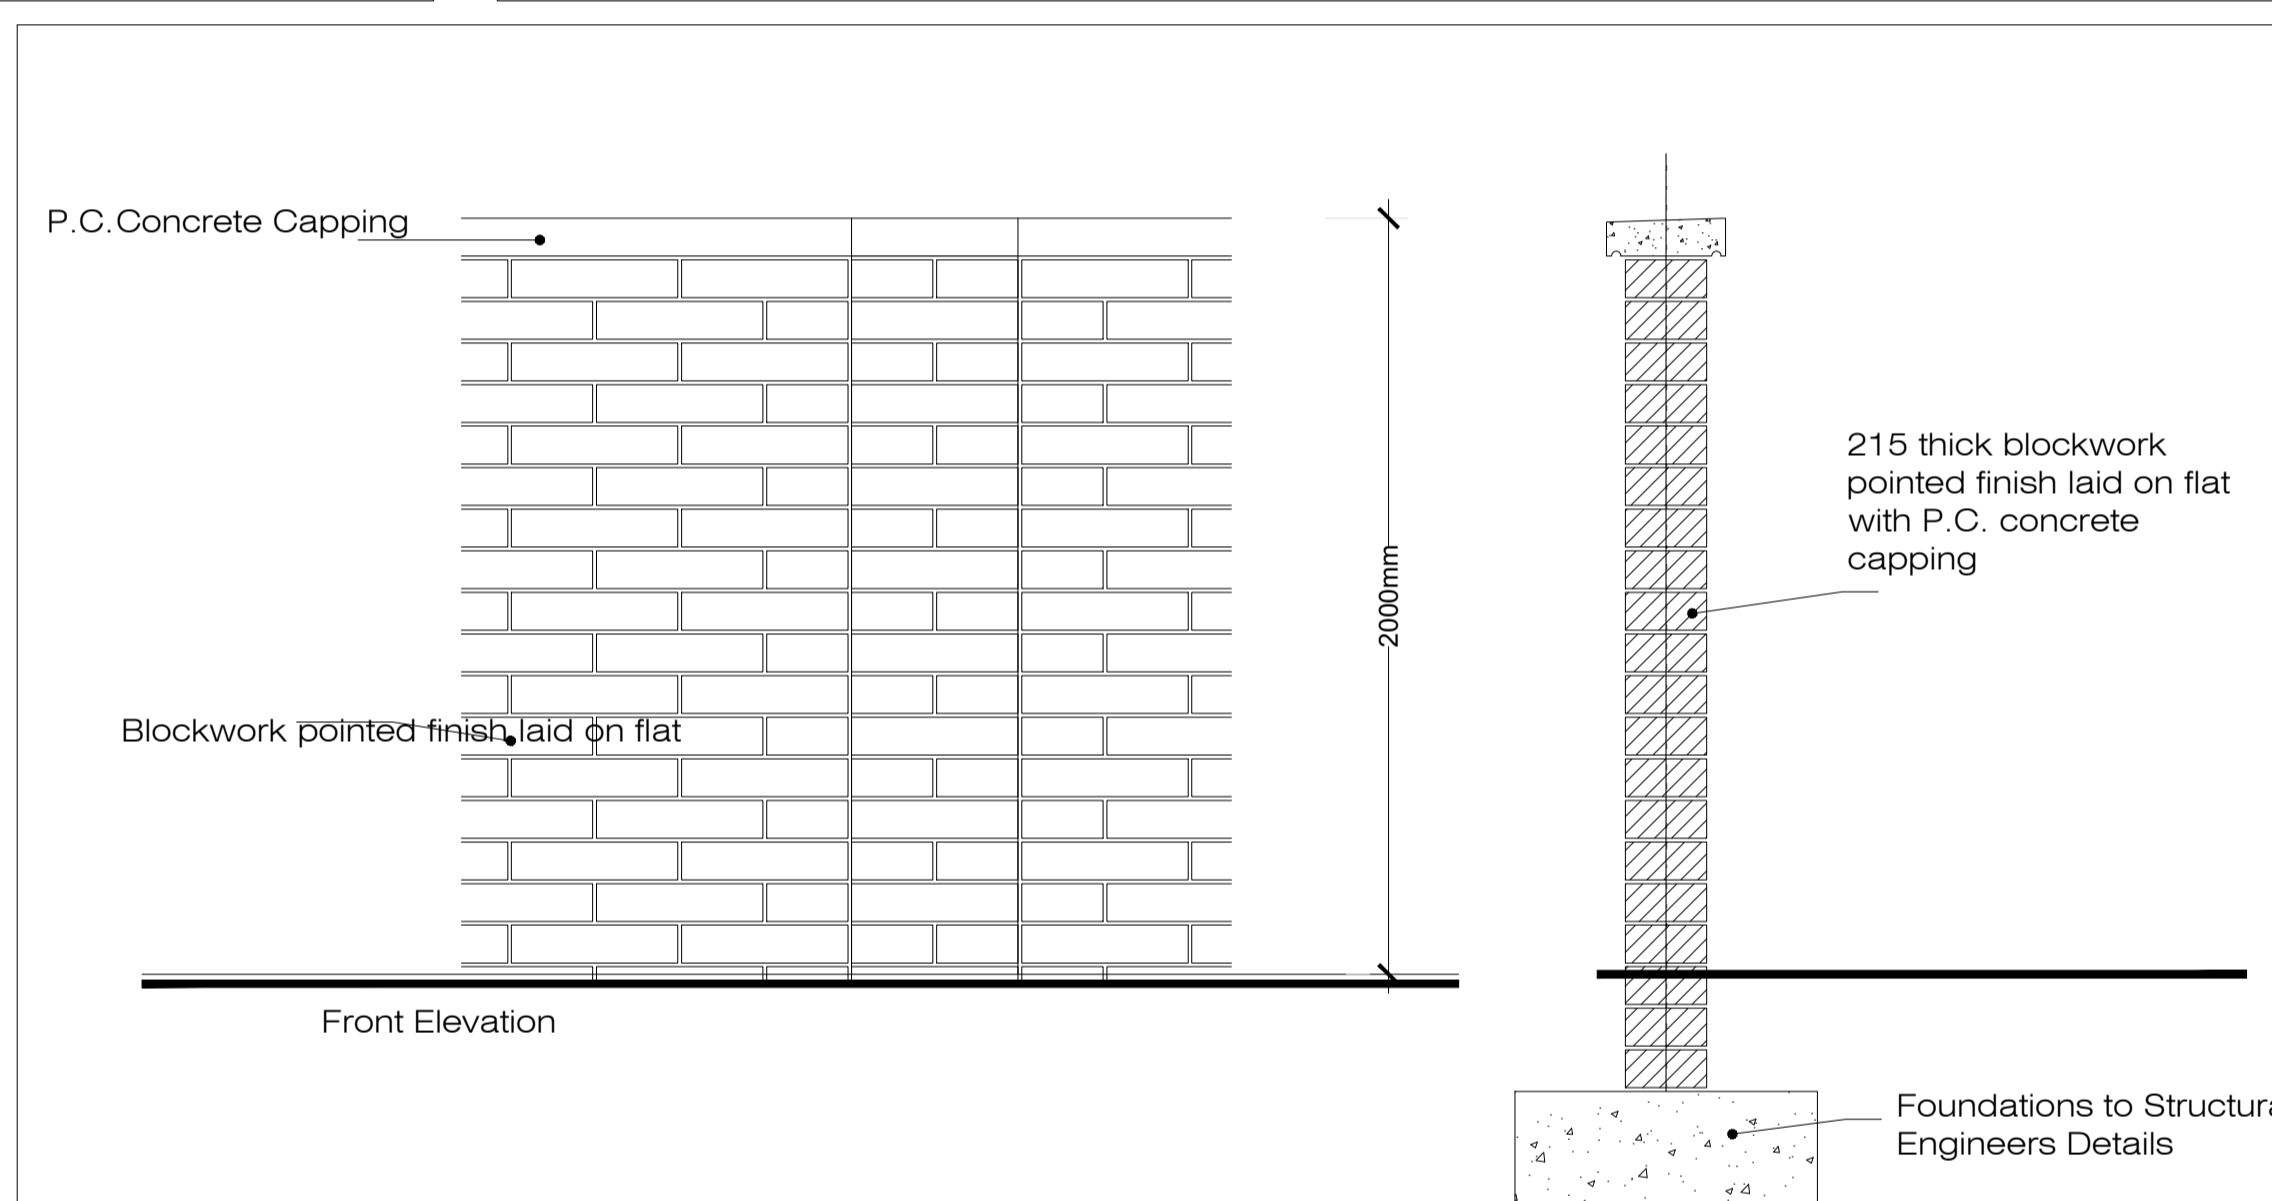 P.C.Concrete Capping
215 thick blockwork
pointed finish laid on flat
with P.C. concrete
capping
2000mm
Blockwork pointed finish laid on flat
Front Elevation
Foundations to Structura
Engineers Details